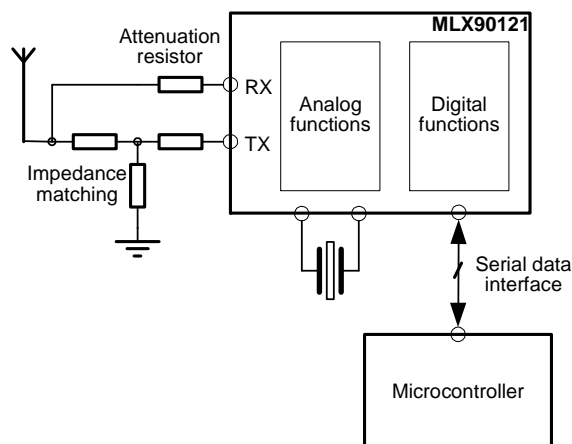 MLX90121
Attenuation
resistor
RX
TX
Analog
functions
Digital
functions
Impedance
matching
Serial data
interface
Microcontroller